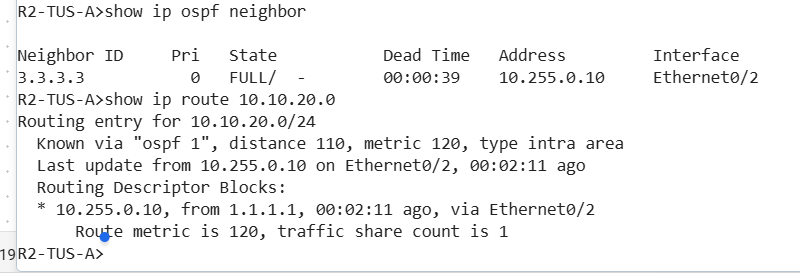 R2-TUS-A>show ip ospf neighbor
Neighbor ID     Pri   State           Dead Time   Address         Interface
3.3.3.3           0   FULL/  -        00:00:39    10.255.0.10     Ethernet0/2
R2-TUS-A>show ip route 10.10.20.0
Routing entry for 10.10.20.0/24
  Known via "ospf 1", distance 110, metric 120, type intra area
  Last update from 10.255.0.10 on Ethernet0/2, 00:02:11 ago
  Routing Descriptor Blocks:
  * 10.255.0.10, from 1.1.1.1, 00:02:11 ago, via Ethernet0/2
      Route metric is 120, traffic share count is 1
19
R2-TUS-A>